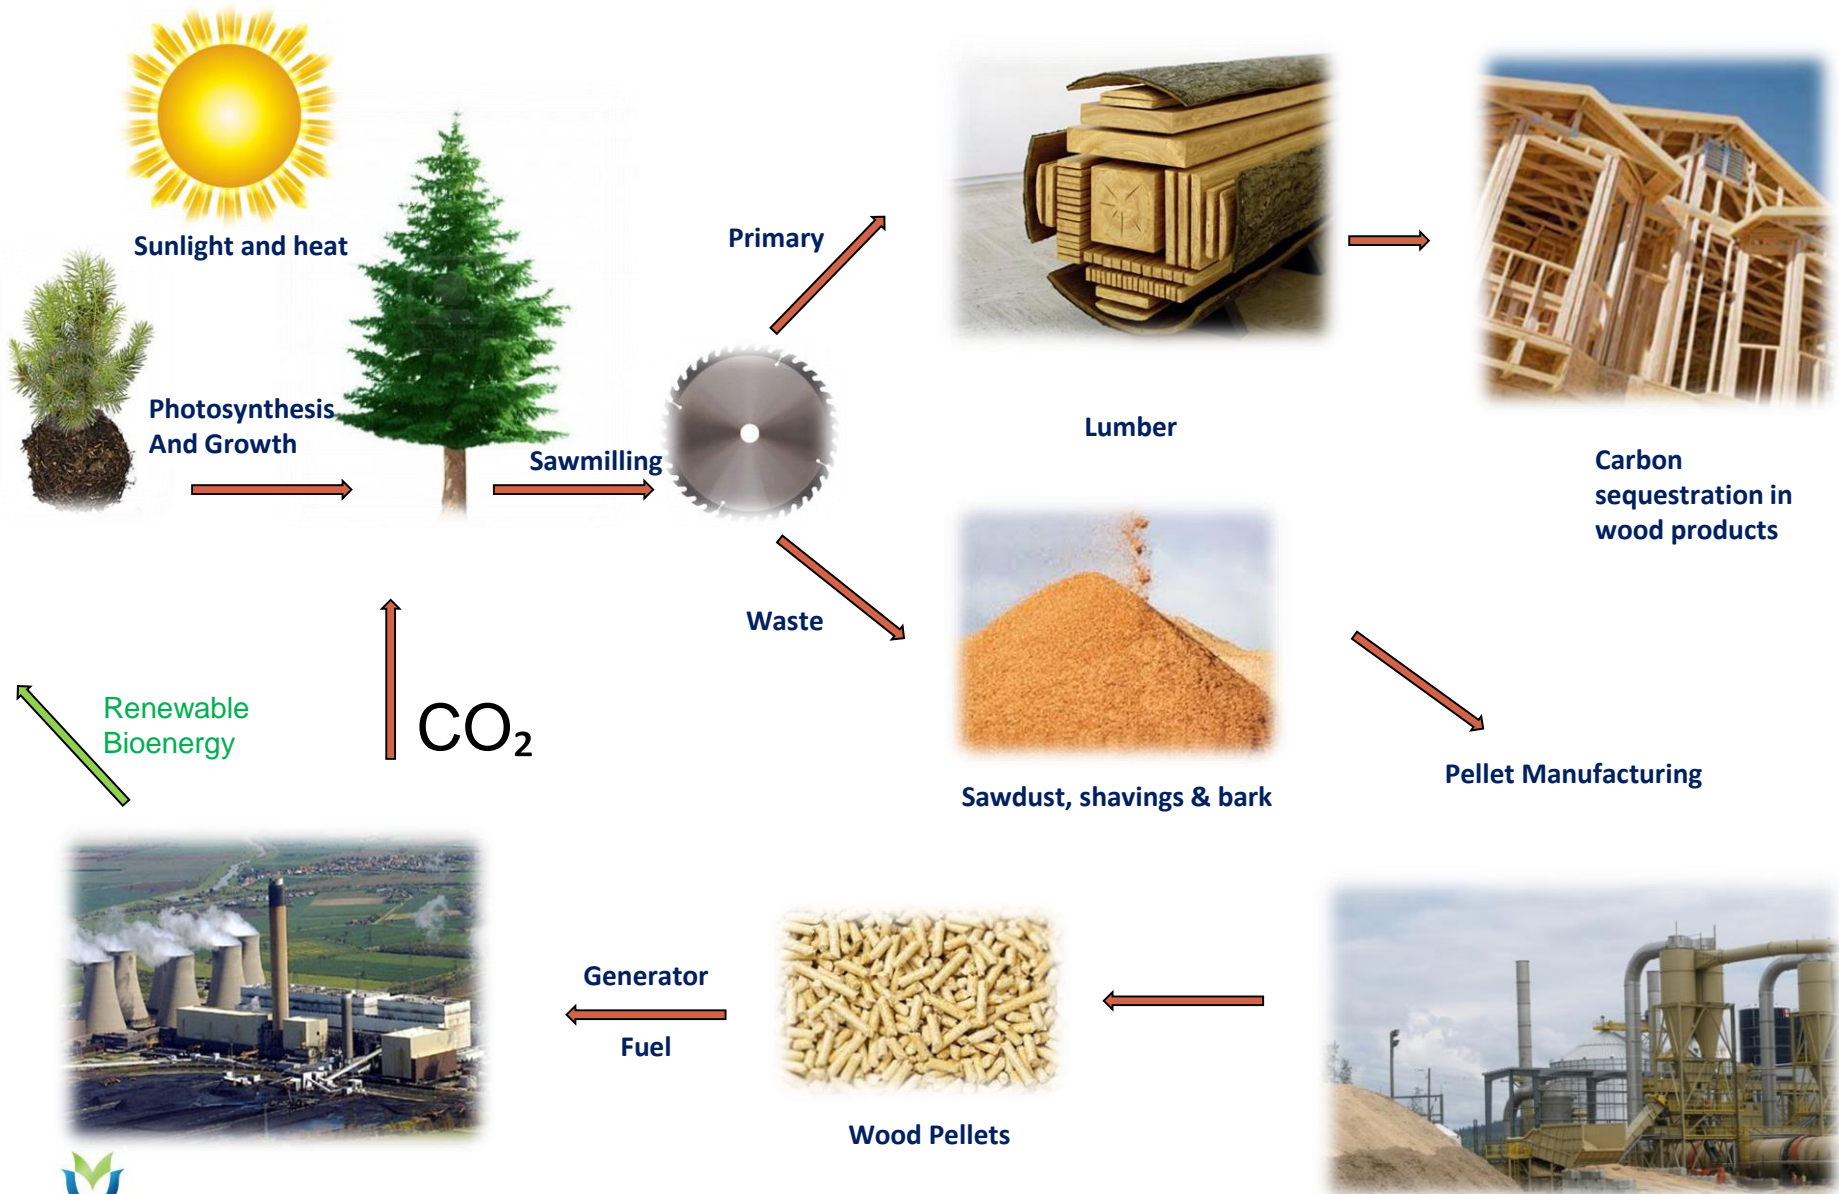 Sunlight and heat
Primary
Photosynthesis
And Growth
Sawmilling
Lumber
Carbon
sequestration in
wood products
Waste
Renewable
Bioenergy
CO₂
Sawdust, shavings & bark
Pellet Manufacturing
Generator
Fuel
Wood Pellets